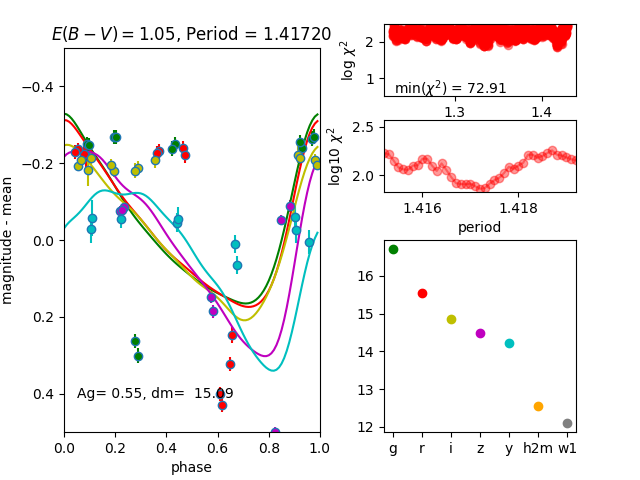 E(B − V) = 1.05, Period = 1.41720
−0.4
−0.2
0.0
0.2
0.4
magnitude - mean
Ag= 0.55, dm= 15.09
0.0 0.2 0.4 0.6 0.8 1.0
phase
2
1
log χ²
min(χ²) = 72.91
1.3 1.4
2.5
2.0
log10 χ²
1.416 1.418
period
16
15
14
13
12
g r i z y h2m w1